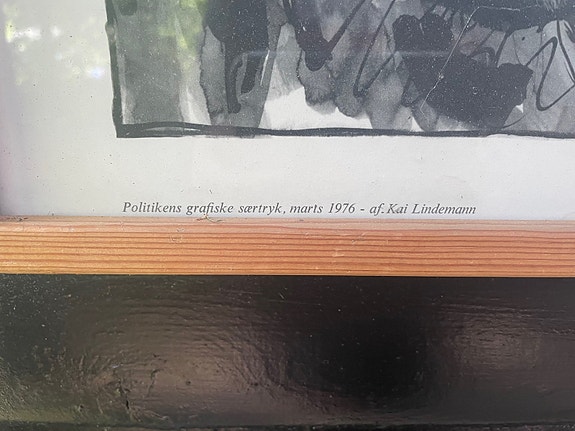 Politikens grafiske særtryk, marts 1976 - af. Kai Lindemann